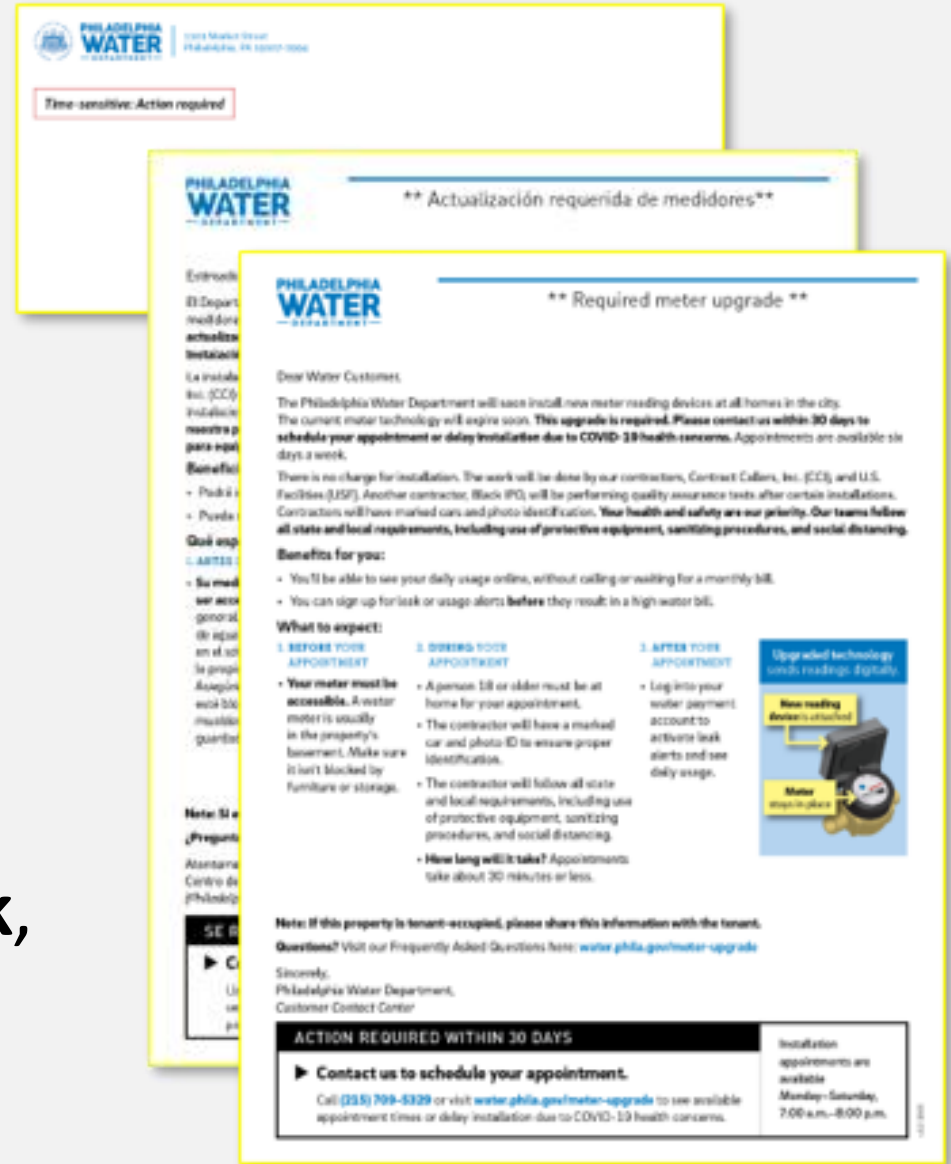 PHILADELPHIA
WATER
DEPARTMENT
Market Street
Philadelphia, PA
Time-sensitive: Action required
PHILADELPHIA
WATER
DEPARTMENT
** Actualización requerida de medidores**
PHILADELPHIA
WATER
DEPARTMENT
** Required meter upgrade **
Dear Water Customer,
The Philadelphia Water Department will soon install new meter reading devices at all homes in the city.
The current meter technology will expire soon. This upgrade is required. Please contact us within 30 days to
schedule your appointment or delay installation due to COVID-19 health concerns. Appointments are available six
days a week.
There is no charge for installation. The work will be done by our contractors, Contract Callers, Inc. (CCI), and U.S.
Facilities (USF). Another contractor, Black IPO, will be performing quality assurance tests after certain installations.
Contractors will have marked cars and photo identification. Your health and safety are our priority. Our teams follow
all state and local requirements, including use of protective equipment, sanitizing procedures, and social distancing.
Benefits for you:
• You'll be able to see your daily usage online, without calling or waiting for a monthly bill.
• You can sign up for leak or usage alerts before they result in a high water bill.
What to expect:
1. BEFORE YOUR
APPOINTMENT
• Your meter must be
accessible. A water
meter is usually
in the property's
basement. Make sure
it isn't blocked by
furniture or storage.
2. DURING YOUR
APPOINTMENT
• A person 18 or older must be at
home for your appointment.
• The contractor will have a marked
car and photo ID to ensure proper
identification.
• The contractor will follow all state
and local requirements, including use
of protective equipment, sanitizing
procedures, and social distancing.
• How long will it take? Appointments
take about 30 minutes or less.
3. AFTER YOUR
APPOINTMENT
• Log into your
water payment
account to
activate leak
alerts and see
daily usage.
Upgraded technology
sends readings digitally.
New reading
device is attached
Meter
stays in place
Note: If this property is tenant-occupied, please share this information with the tenant.
Questions? Visit our Frequently Asked Questions here: water.phila.gov/meter-upgrade
Sincerely,
Philadelphia Water Department,
Customer Contact Center
ACTION REQUIRED WITHIN 30 DAYS
▶ Contact us to schedule your appointment.
Call (215) 709-5329 or visit water.phila.gov/meter-upgrade to see available
appointment times or delay installation due to COVID-19 health concerns.
Installation
appointments are
available
Monday–Saturday,
7:00 a.m.–8:00 p.m.